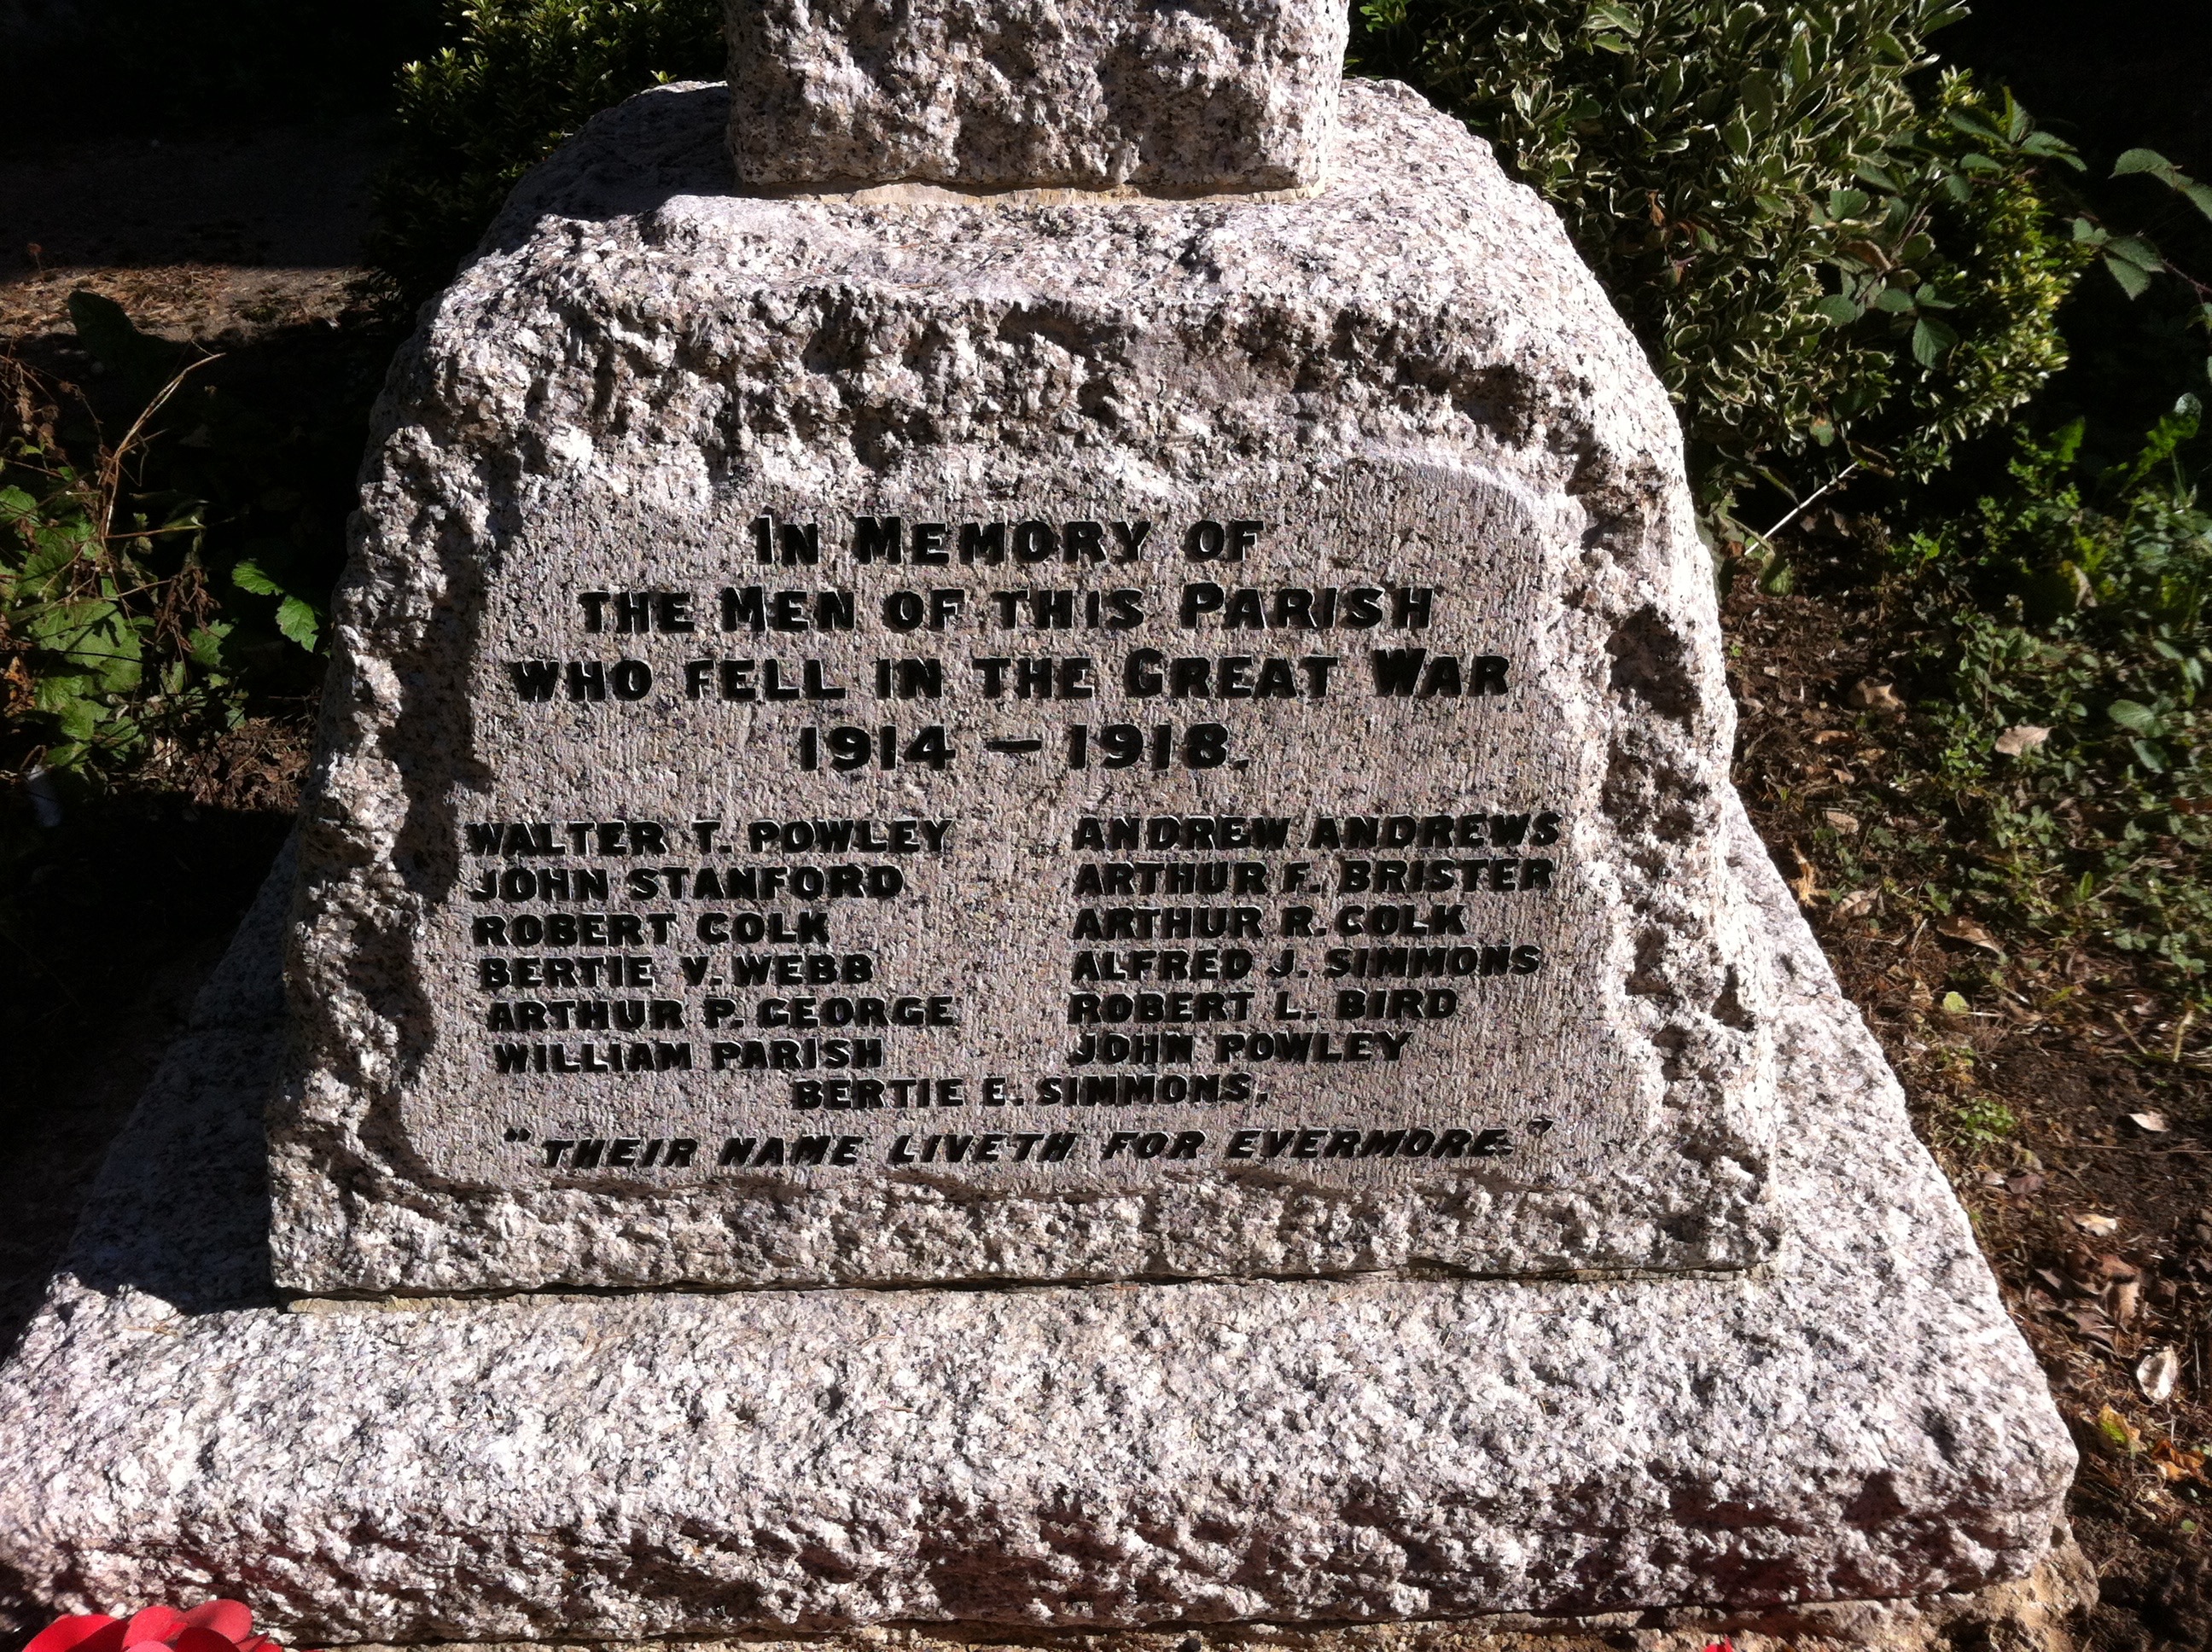 IN MEMORY OF
THE MEN OF THIS PARISH
WHO FELL IN THE GREAT WAR
1914 – 1918.
WALTER T. POWLEY
JOHN STANFORD
ROBERT COLK
BERTIE V. WEBB
ARTHUR P. GEORGE
WILLIAM PARISH
ANDREW ANDREWS
ARTHUR F. BRISTER
ARTHUR R. COLK
ALFRED J. SIMMONS
ROBERT L. BIRD
JOHN POWLEY
BERTIE E. SIMMONS.
"THEIR NAME LIVETH FOR EVERMORE."